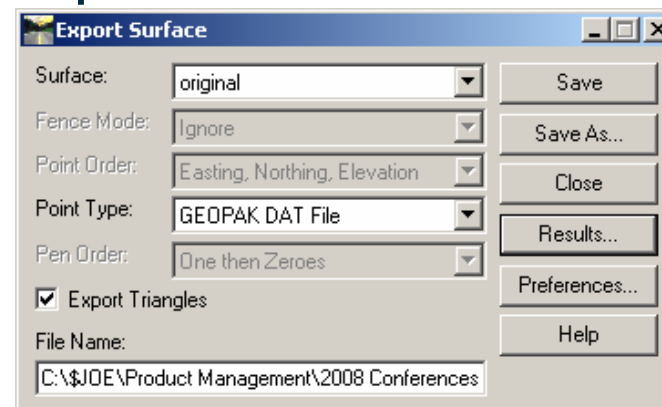 Export Surface
Surface: original
Fence Mode: Ignore
Point Order: Easting, Northing, Elevation
Point Type: GEOPAK DAT File
Pen Order: One then Zeroes
Export Triangles
File Name:
C:\$JOE\Product Management\2008 Conferences
Save
Save As...
Close
Results...
Preferences...
Help